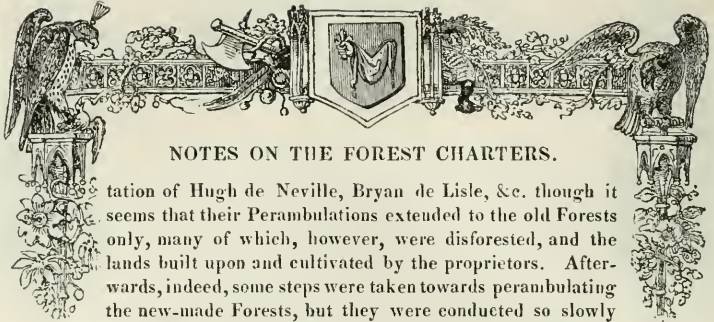 NOTES ON THE FOREST CHARTERS.
tation of Hugh de Neville, Bryan de Lisle, &c. though it
seems that their Perambulations extended to the old Forests
only, many of which, however, were disforested, and the
lands built upon and cultivated by the proprietors. After-
wards, indeed, some steps were taken towards perambulating
the new-made Forests, but they were conducted so slowly